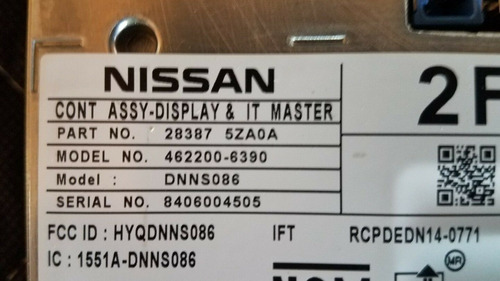 NISSAN
2F
CONT ASSY-DISPLAY & IT MASTER
PART NO. 28387 5ZA0A
MODEL NO. 462200-6390
Model : DNNS086
SERIAL NO. 8406004505
FCC ID : HYQDNNS086 IFT RCPDEDN14-0771
IC : 1551A-DNNS086
NOM